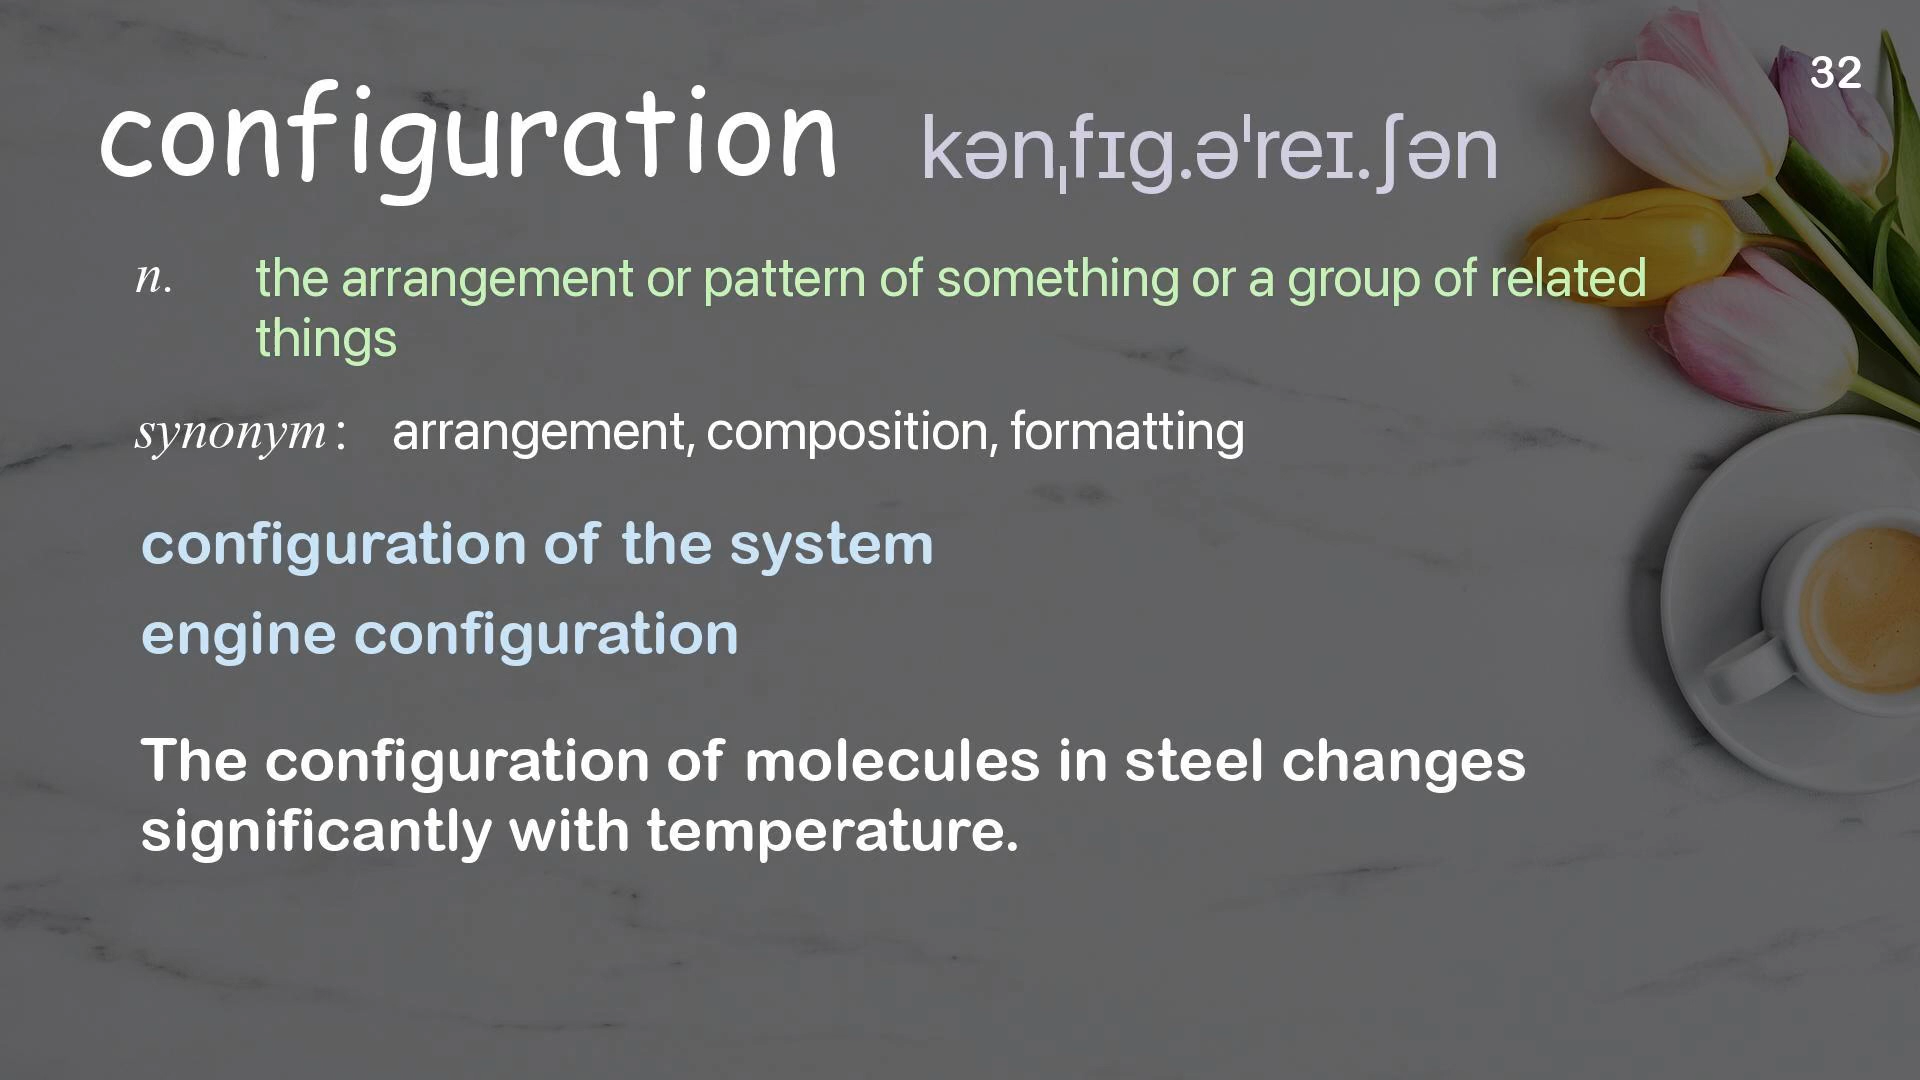 32
configuration kənˌfɪg.əˈreɪ.ʃən
n. the arrangement or pattern of something or a group of related
things
synonym: arrangement, composition, formatting
configuration of the system
engine configuration
The configuration of molecules in steel changes
significantly with temperature.